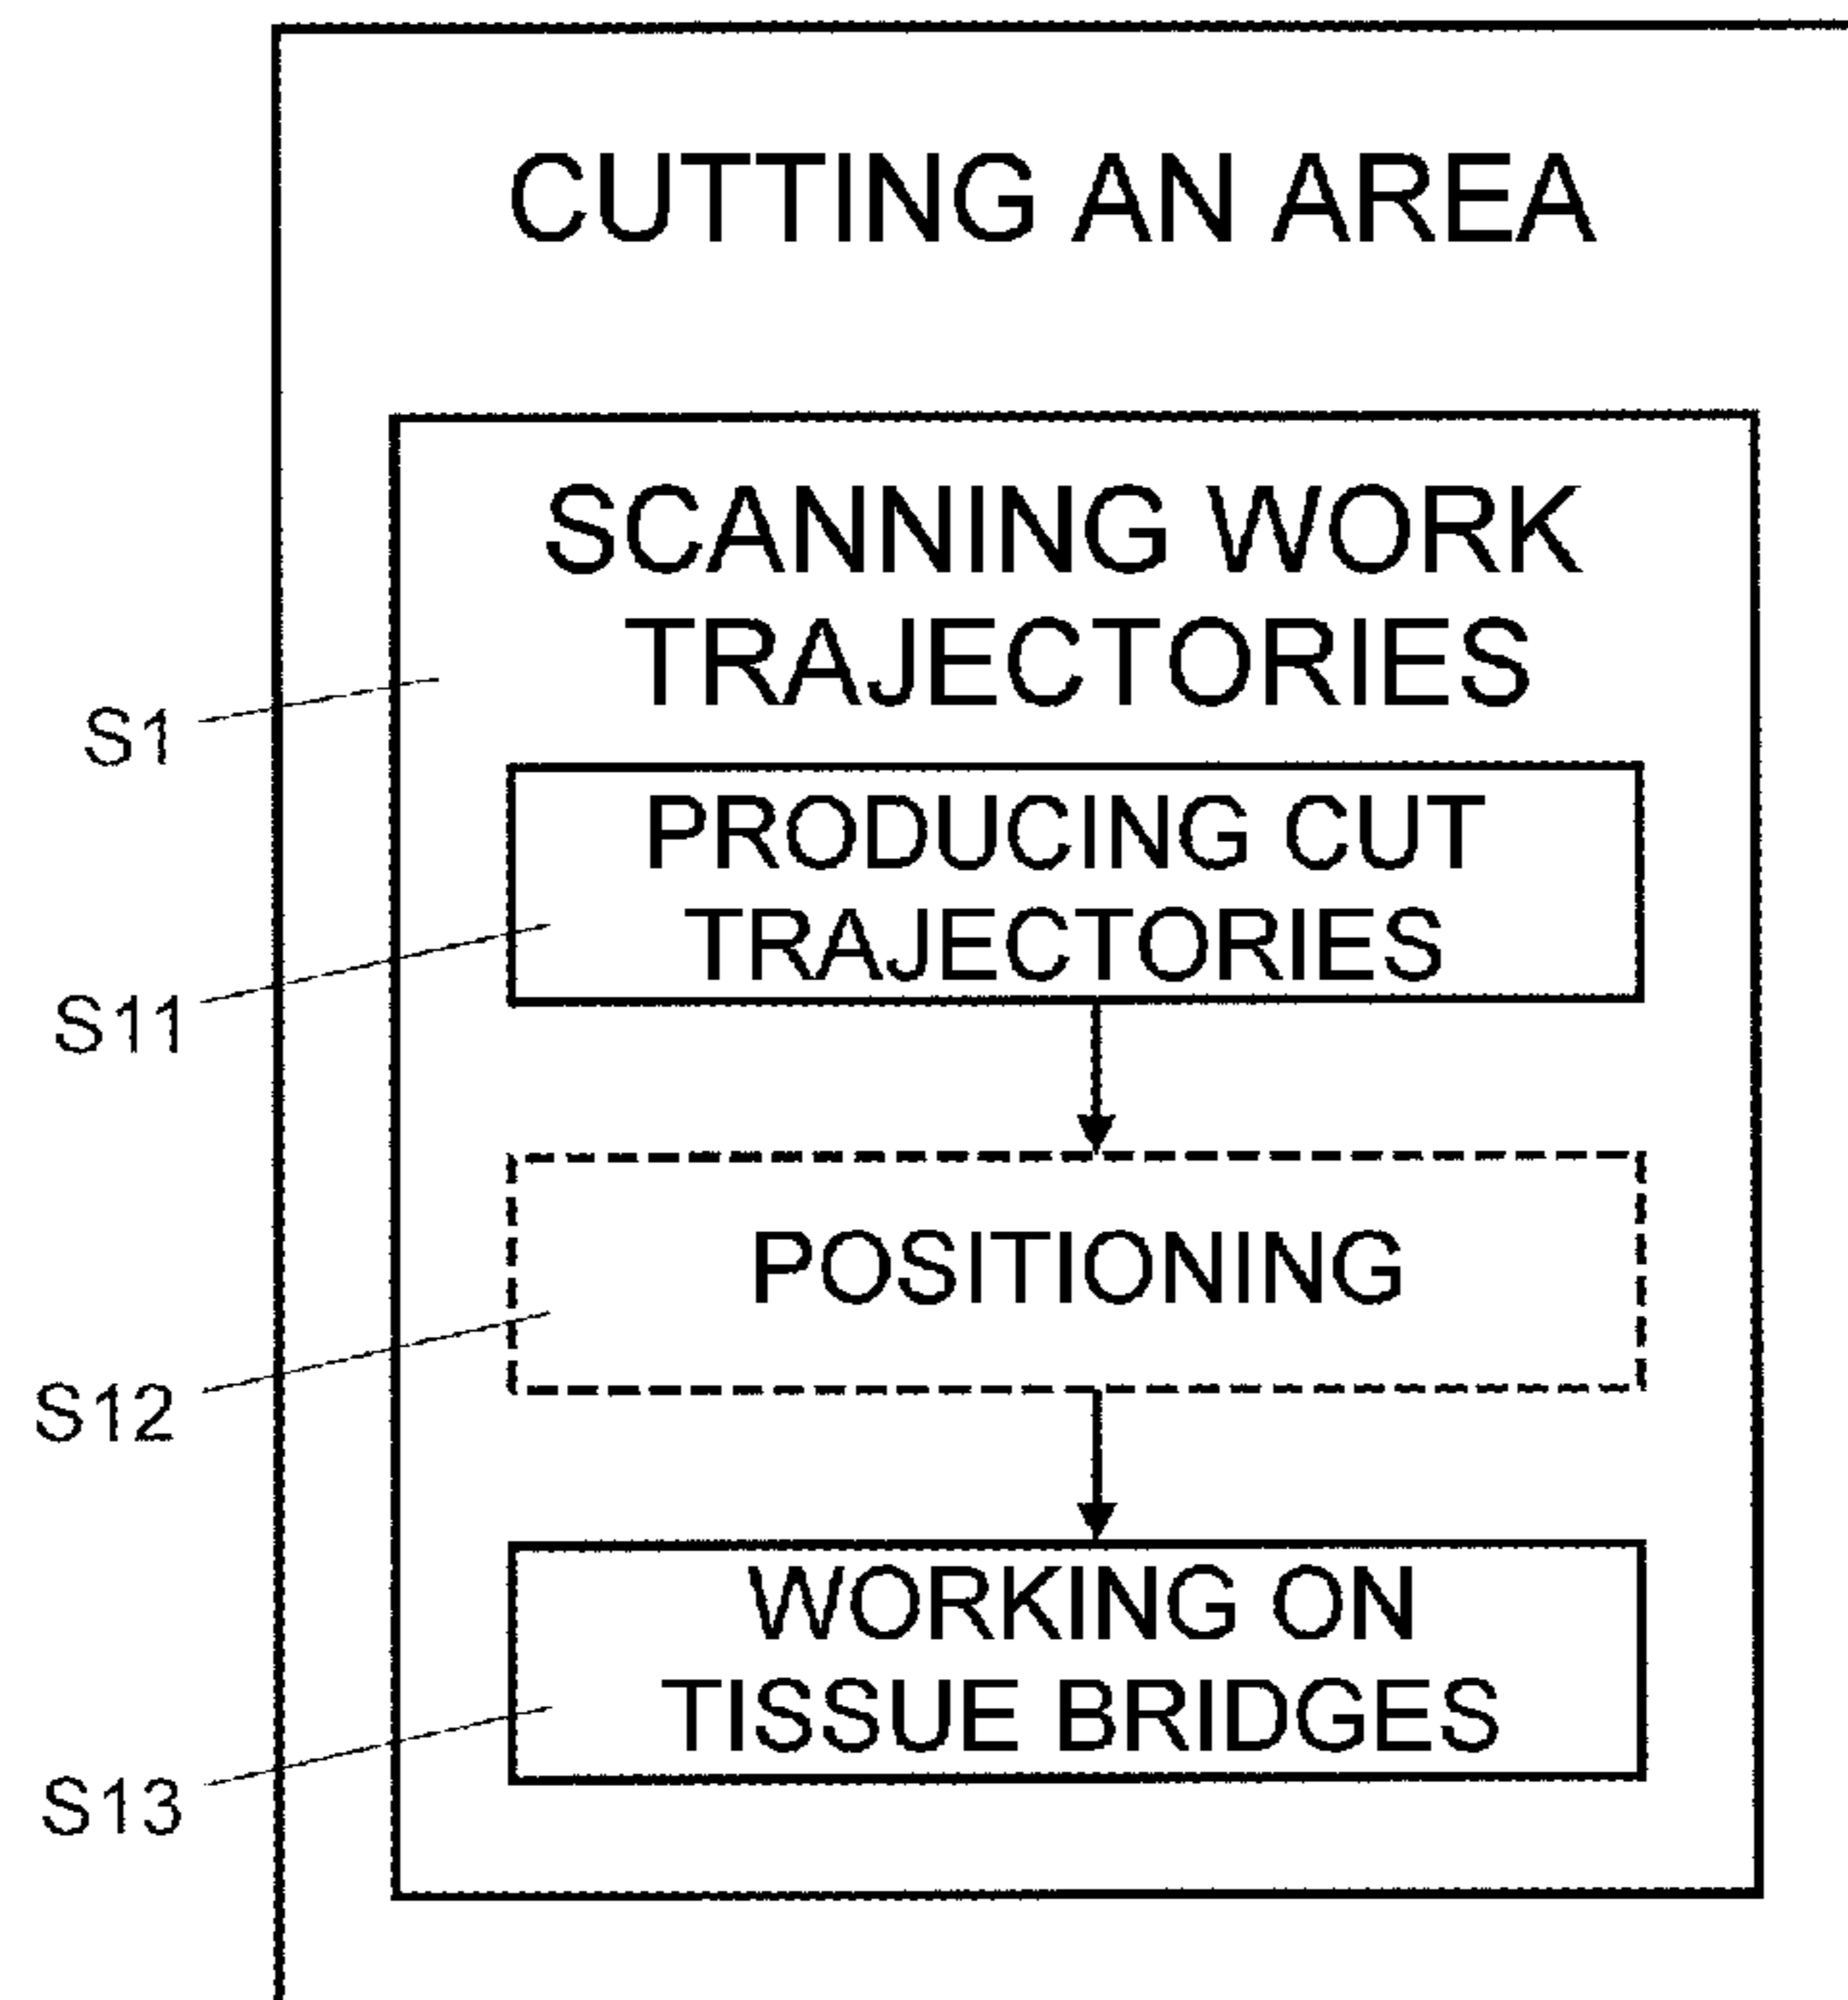 CUTTING AN AREA
SCANNING WORK
TRAJECTORIES
S1
PRODUCING CUT
TRAJECTORIES
S11
POSITIONING
S12
WORKING ON
TISSUE BRIDGES
S13